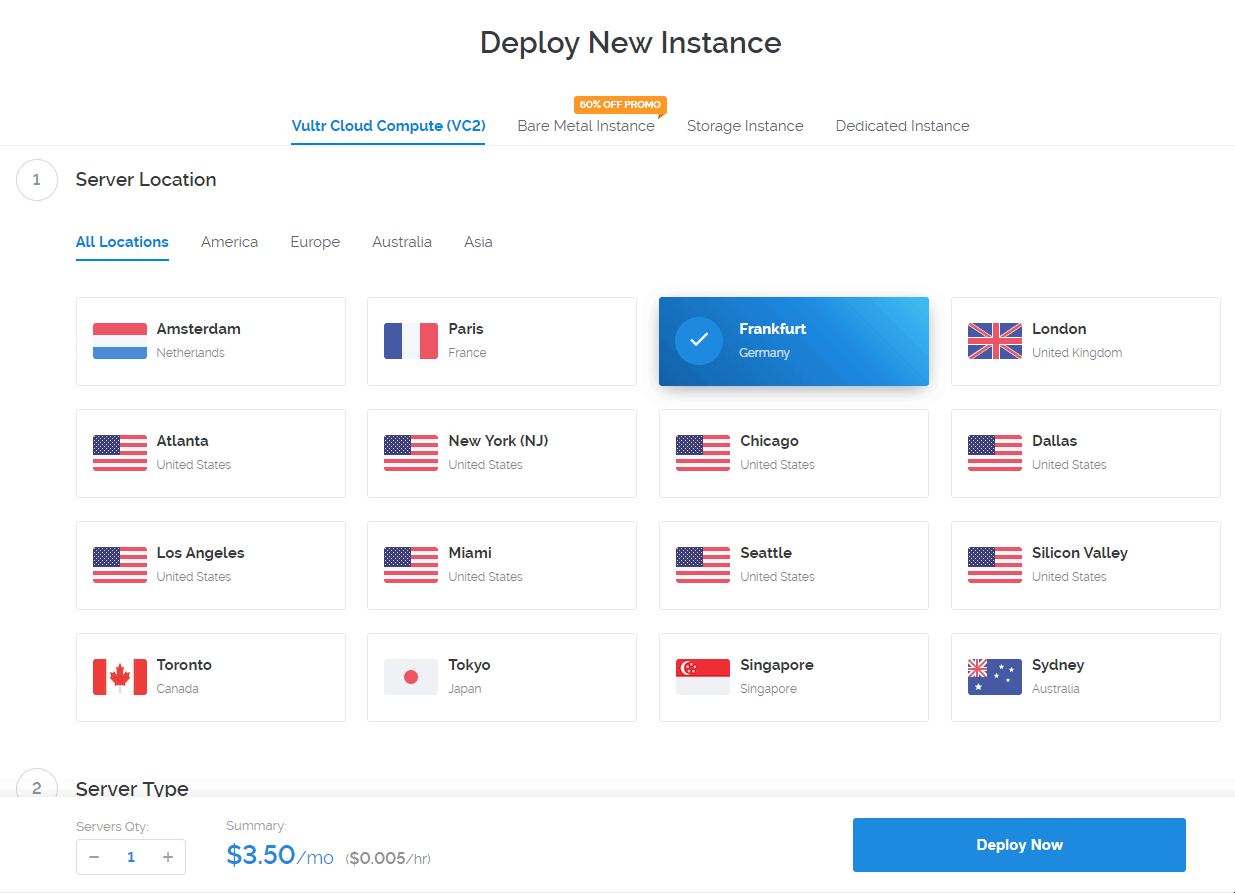 Deploy New Instance
60% OFF PROMO
Vultr Cloud Compute (VC2) Bare Metal Instance Storage Instance Dedicated Instance
1 Server Location
All Locations America Europe Australia Asia
Amsterdam Paris Frankfurt London
Netherlands France Germany United Kingdom
Atlanta New York (NJ) Chicago Dallas
United States United States United States United States
Los Angeles Miami Seattle Silicon Valley
United States United States United States United States
Toronto Tokyo Singapore Sydney
Canada Japan Singapore Australia
2 Server Type
Servers Qty: Summary:
− 1 + $3.50/mo ($0.005/hr) Deploy Now